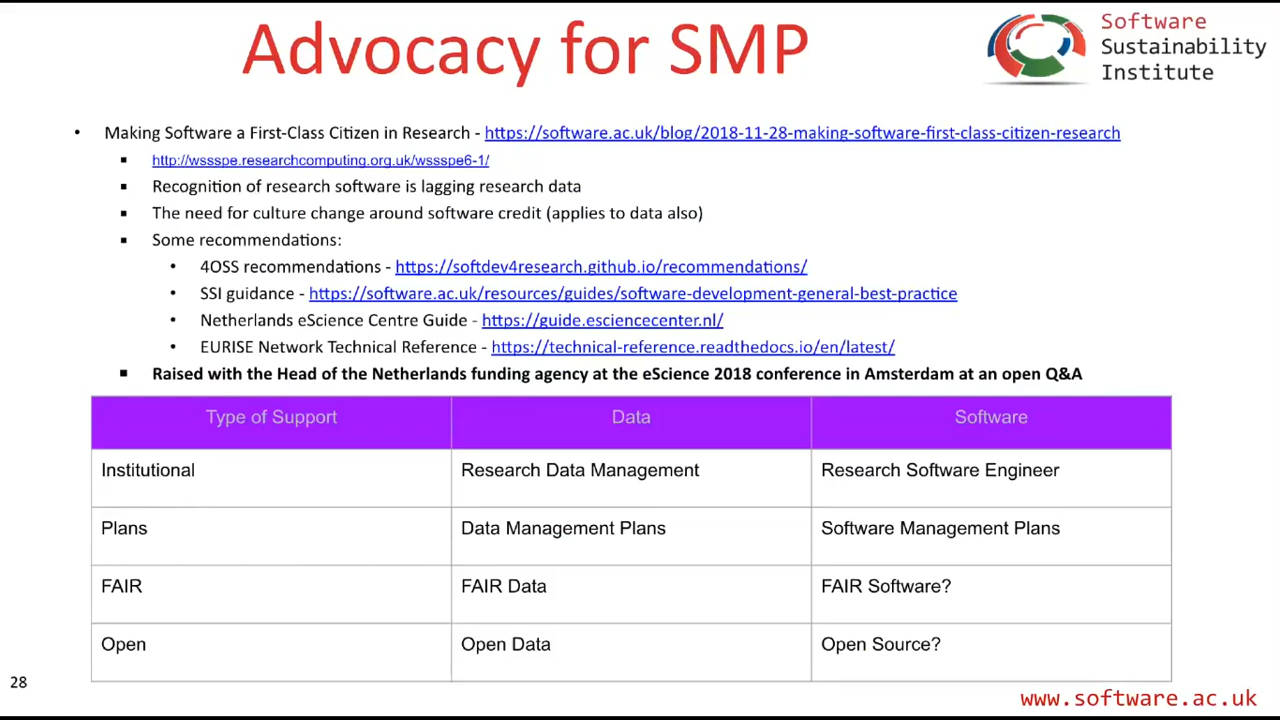 Advocacy for SMP
Software
Sustainability
Institute
• Making Software a First-Class Citizen in Research - https://software.ac.uk/blog/2018-11-28-making-software-first-class-citizen-research
▪ http://wssspe.researchcomputing.org.uk/wssspe6-1/
▪ Recognition of research software is lagging research data
▪ The need for culture change around software credit (applies to data also)
▪ Some recommendations:
• 4OSS recommendations - https://softdev4research.github.io/recommendations/
• SSI guidance - https://software.ac.uk/resources/guides/software-development-general-best-practice
• Netherlands eScience Centre Guide - https://guide.esciencecenter.nl/
• EURISE Network Technical Reference - https://technical-reference.readthedocs.io/en/latest/
▪ Raised with the Head of the Netherlands funding agency at the eScience 2018 conference in Amsterdam at an open Q&A
Type of Support Data Software
Institutional Research Data Management Research Software Engineer
Plans Data Management Plans Software Management Plans
FAIR FAIR Data FAIR Software?
Open Open Data Open Source?
28
www.software.ac.uk